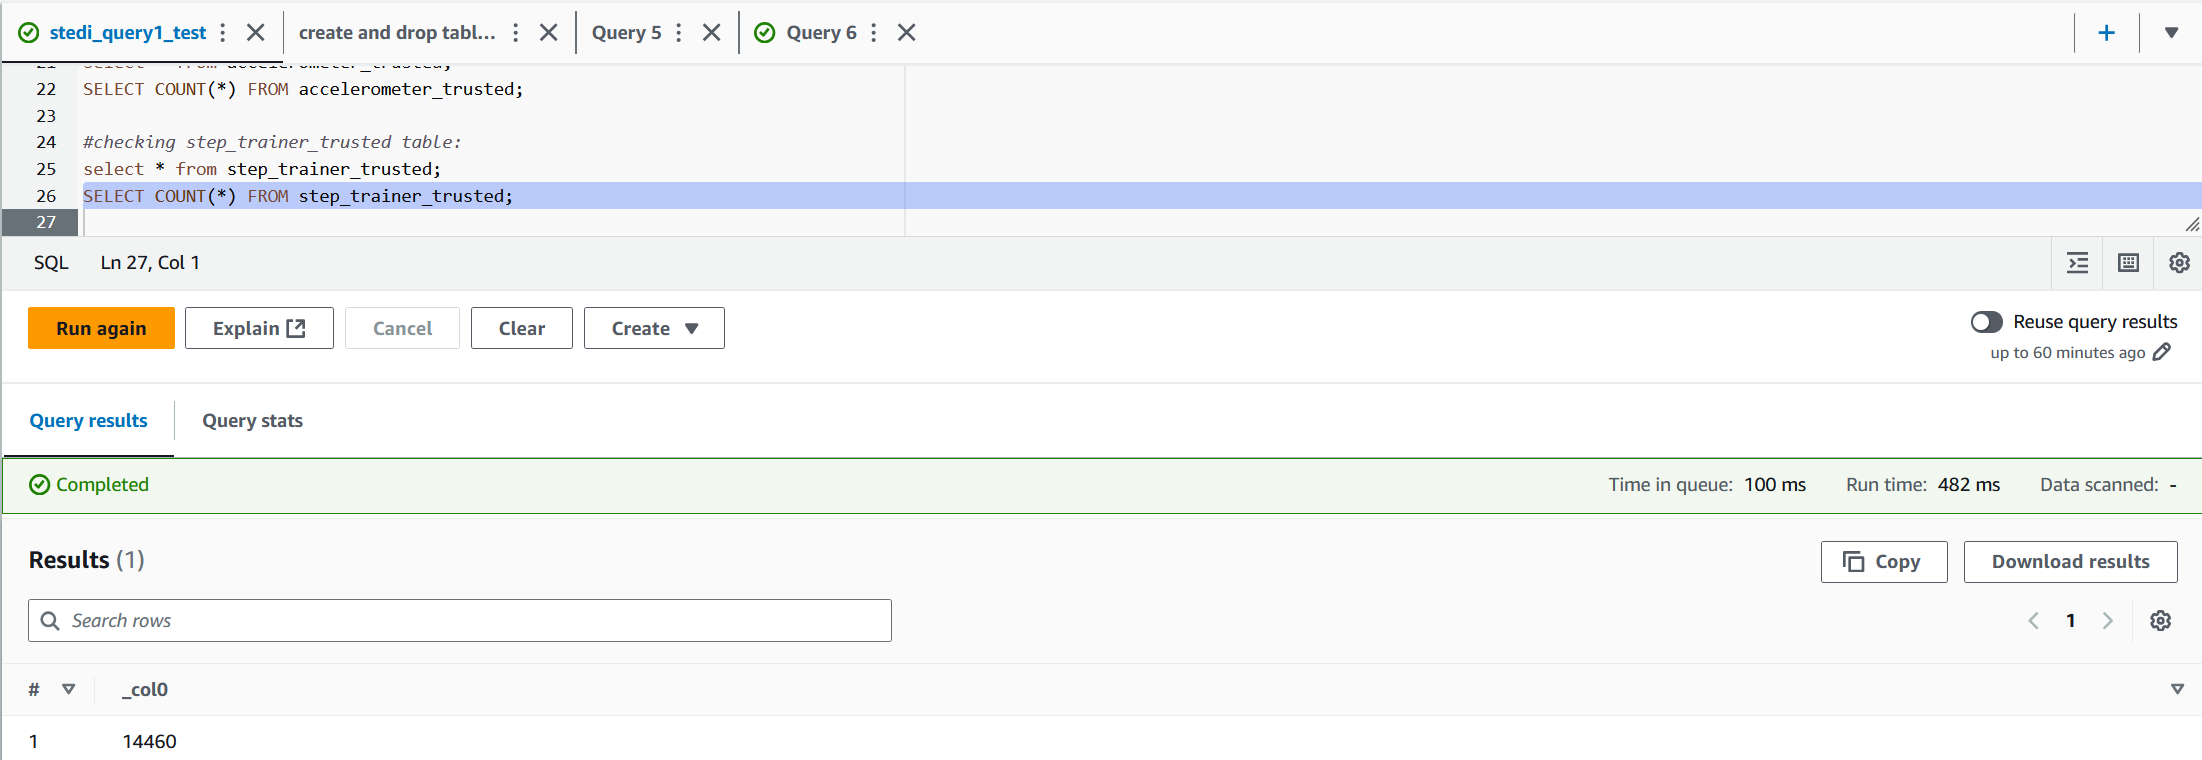 stedi_query1_test
create and drop tabl...
Query 5
Query 6
21 select * from accelerometer_trusted;
22 SELECT COUNT(*) FROM accelerometer_trusted;
23
24 #checking step_trainer_trusted table:
25 select * from step_trainer_trusted;
26 SELECT COUNT(*) FROM step_trainer_trusted;
27
SQL Ln 27, Col 1
Run again Explain Cancel Clear Create
Reuse query results
up to 60 minutes ago
Query results Query stats
Completed Time in queue: 100 ms Run time: 482 ms Data scanned: -
Results (1) Copy Download results
Search rows 1
# _col0
1 14460